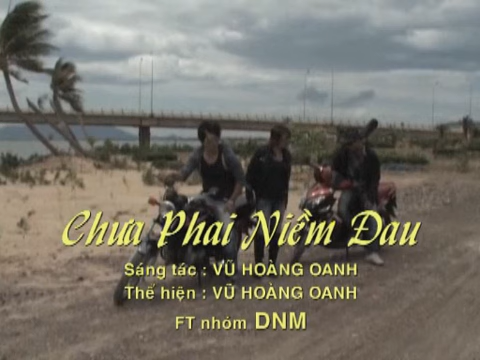 Chưa Phai Niềm Đau
Sáng tác : VŨ HOÀNG OANH
Thể hiện : VŨ HOÀNG OANH
FT nhóm DNM